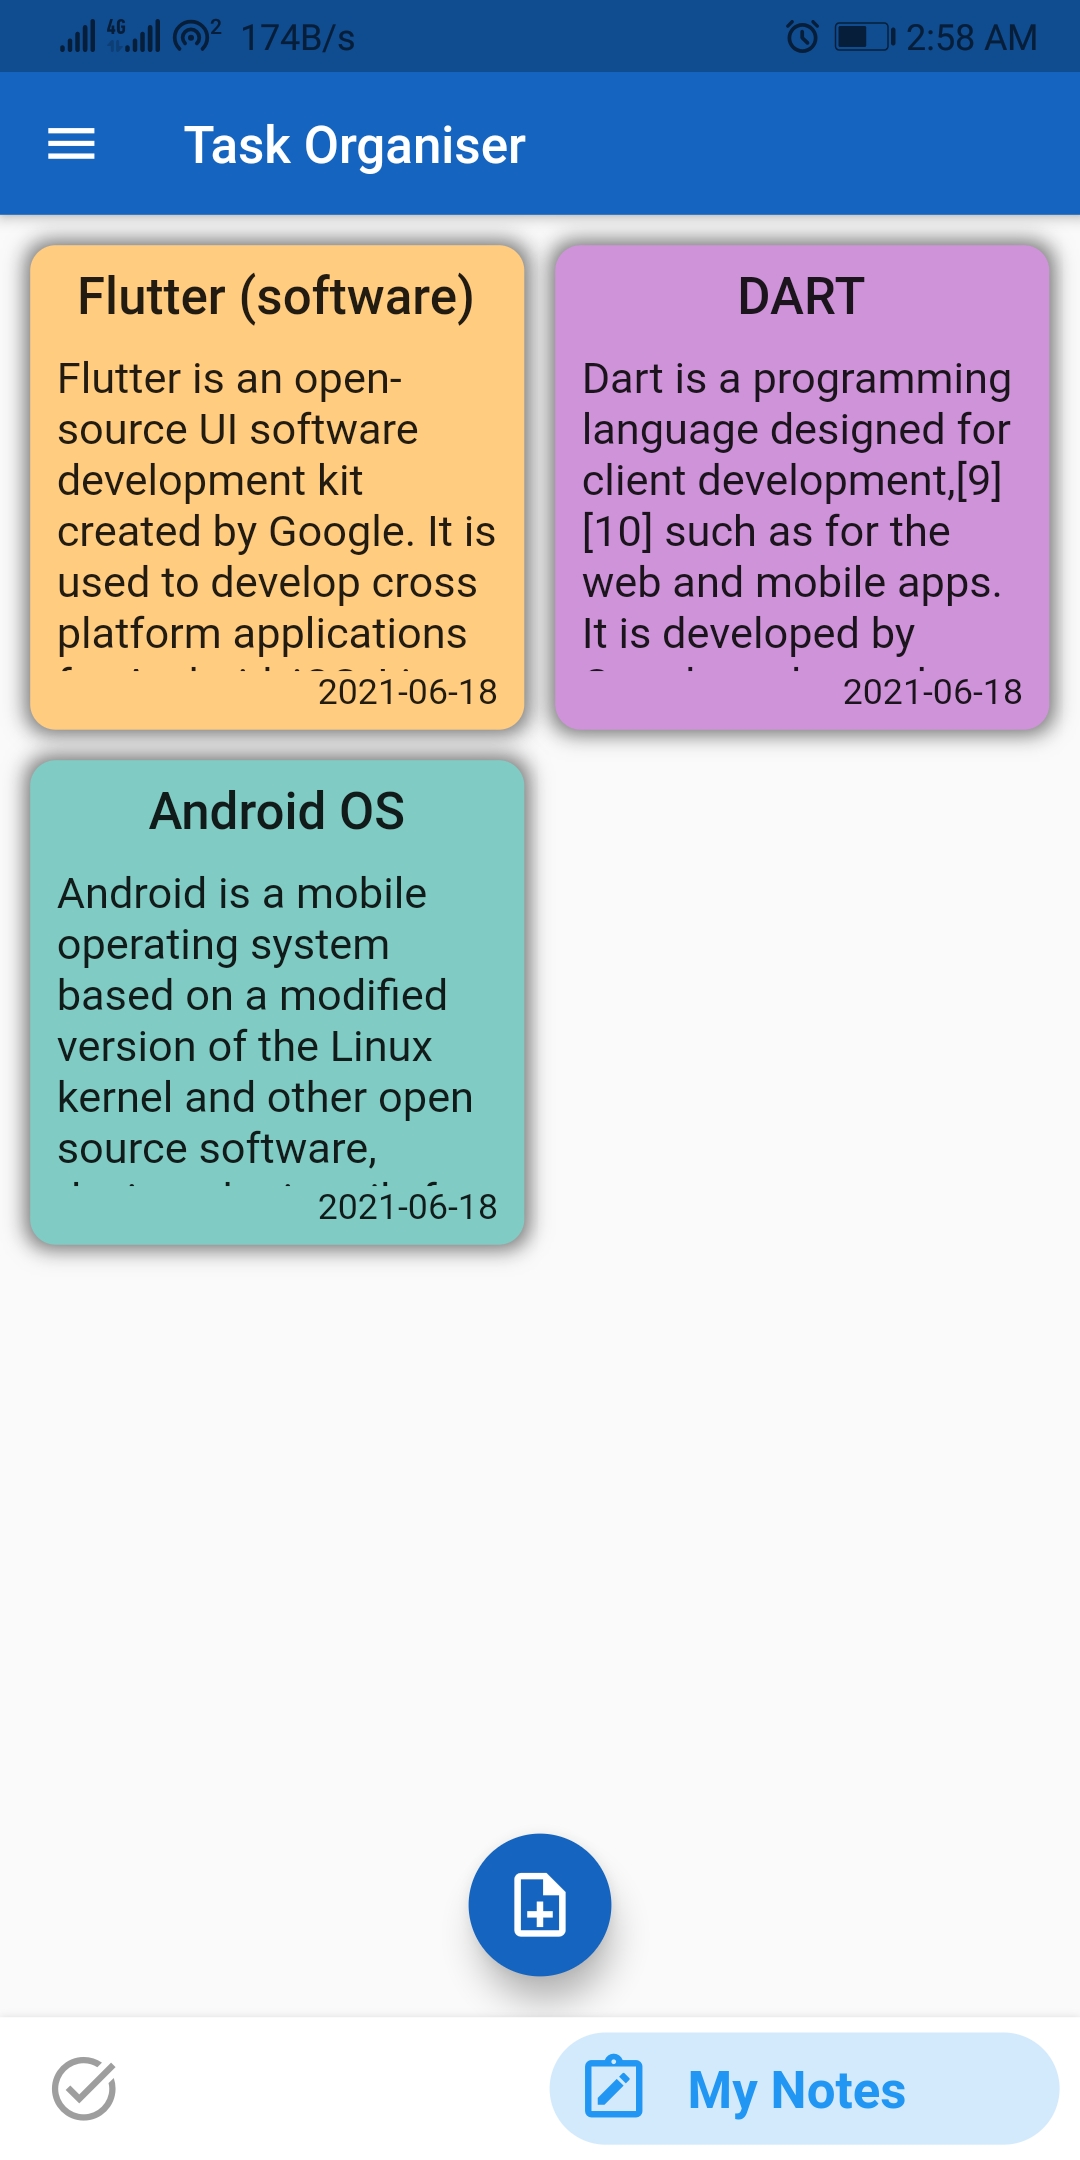 4G 2 174B/s 2:58 AM
Task Organiser
Flutter (software)
Flutter is an open-
source UI software
development kit
created by Google. It is
used to develop cross
platform applications
2021-06-18
DART
Dart is a programming
language designed for
client development,[9]
[10] such as for the
web and mobile apps.
It is developed by
2021-06-18
Android OS
Android is a mobile
operating system
based on a modified
version of the Linux
kernel and other open
source software,
2021-06-18
My Notes